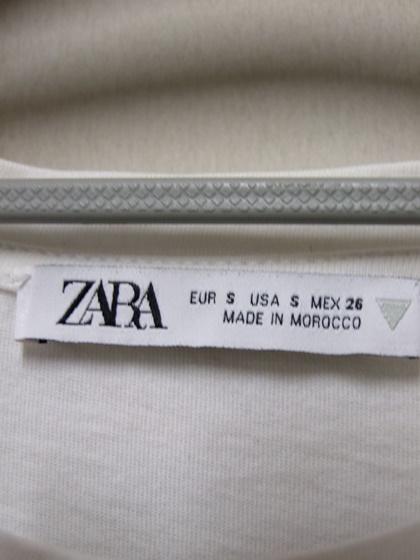 ZARA
EUR S USA S MEX 26
MADE IN MOROCCO